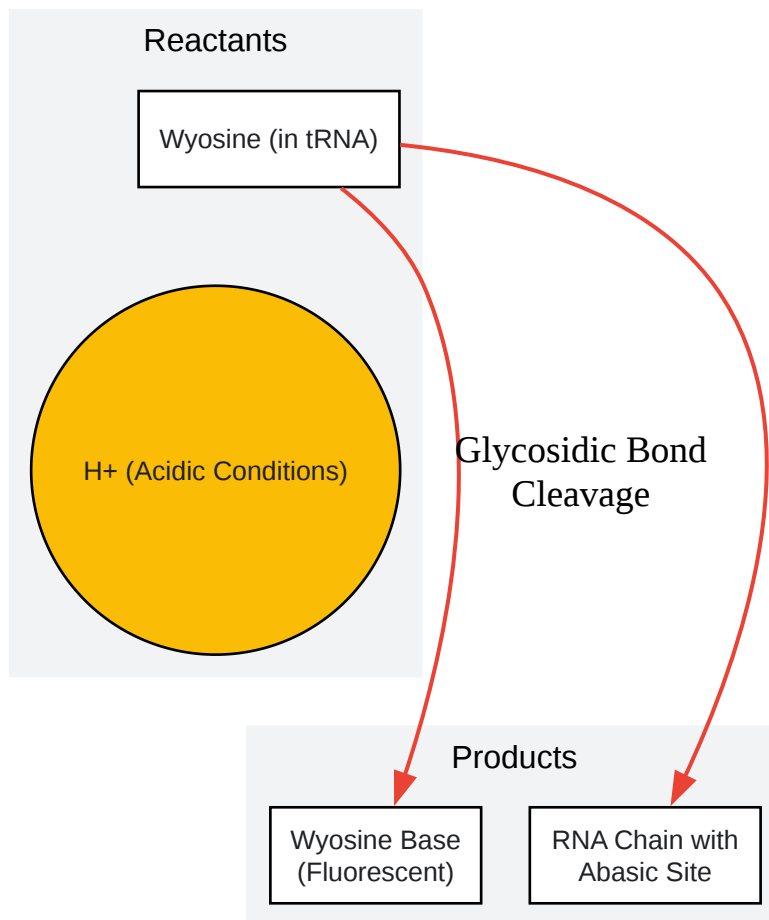 Reactants
Wyosine (in tRNA)
H+ (Acidic Conditions)
Glycosidic Bond
Cleavage
Products
Wyosine Base
(Fluorescent)
RNA Chain with
Abasic Site